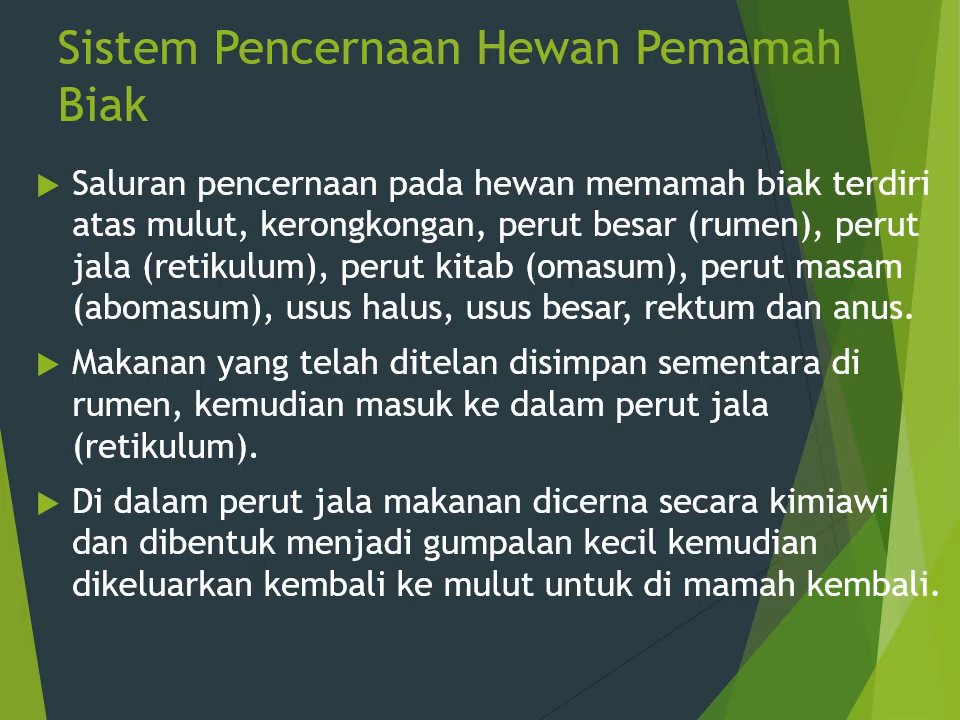 Sistem Pencernaan Hewan Pemamah
Biak
Saluran pencernaan pada hewan memamah biak terdiri
atas mulut, kerongkongan, perut besar (rumen), perut
jala (retikulum), perut kitab (omasum), perut masam
(abomasum), usus halus, usus besar, rektum dan anus.
Makanan yang telah ditelan disimpan sementara di
rumen, kemudian masuk ke dalam perut jala
(retikulum).
Di dalam perut jala makanan dicerna secara kimiawi
dan dibentuk menjadi gumpalan kecil kemudian
dikeluarkan kembali ke mulut untuk di mamah kembali.